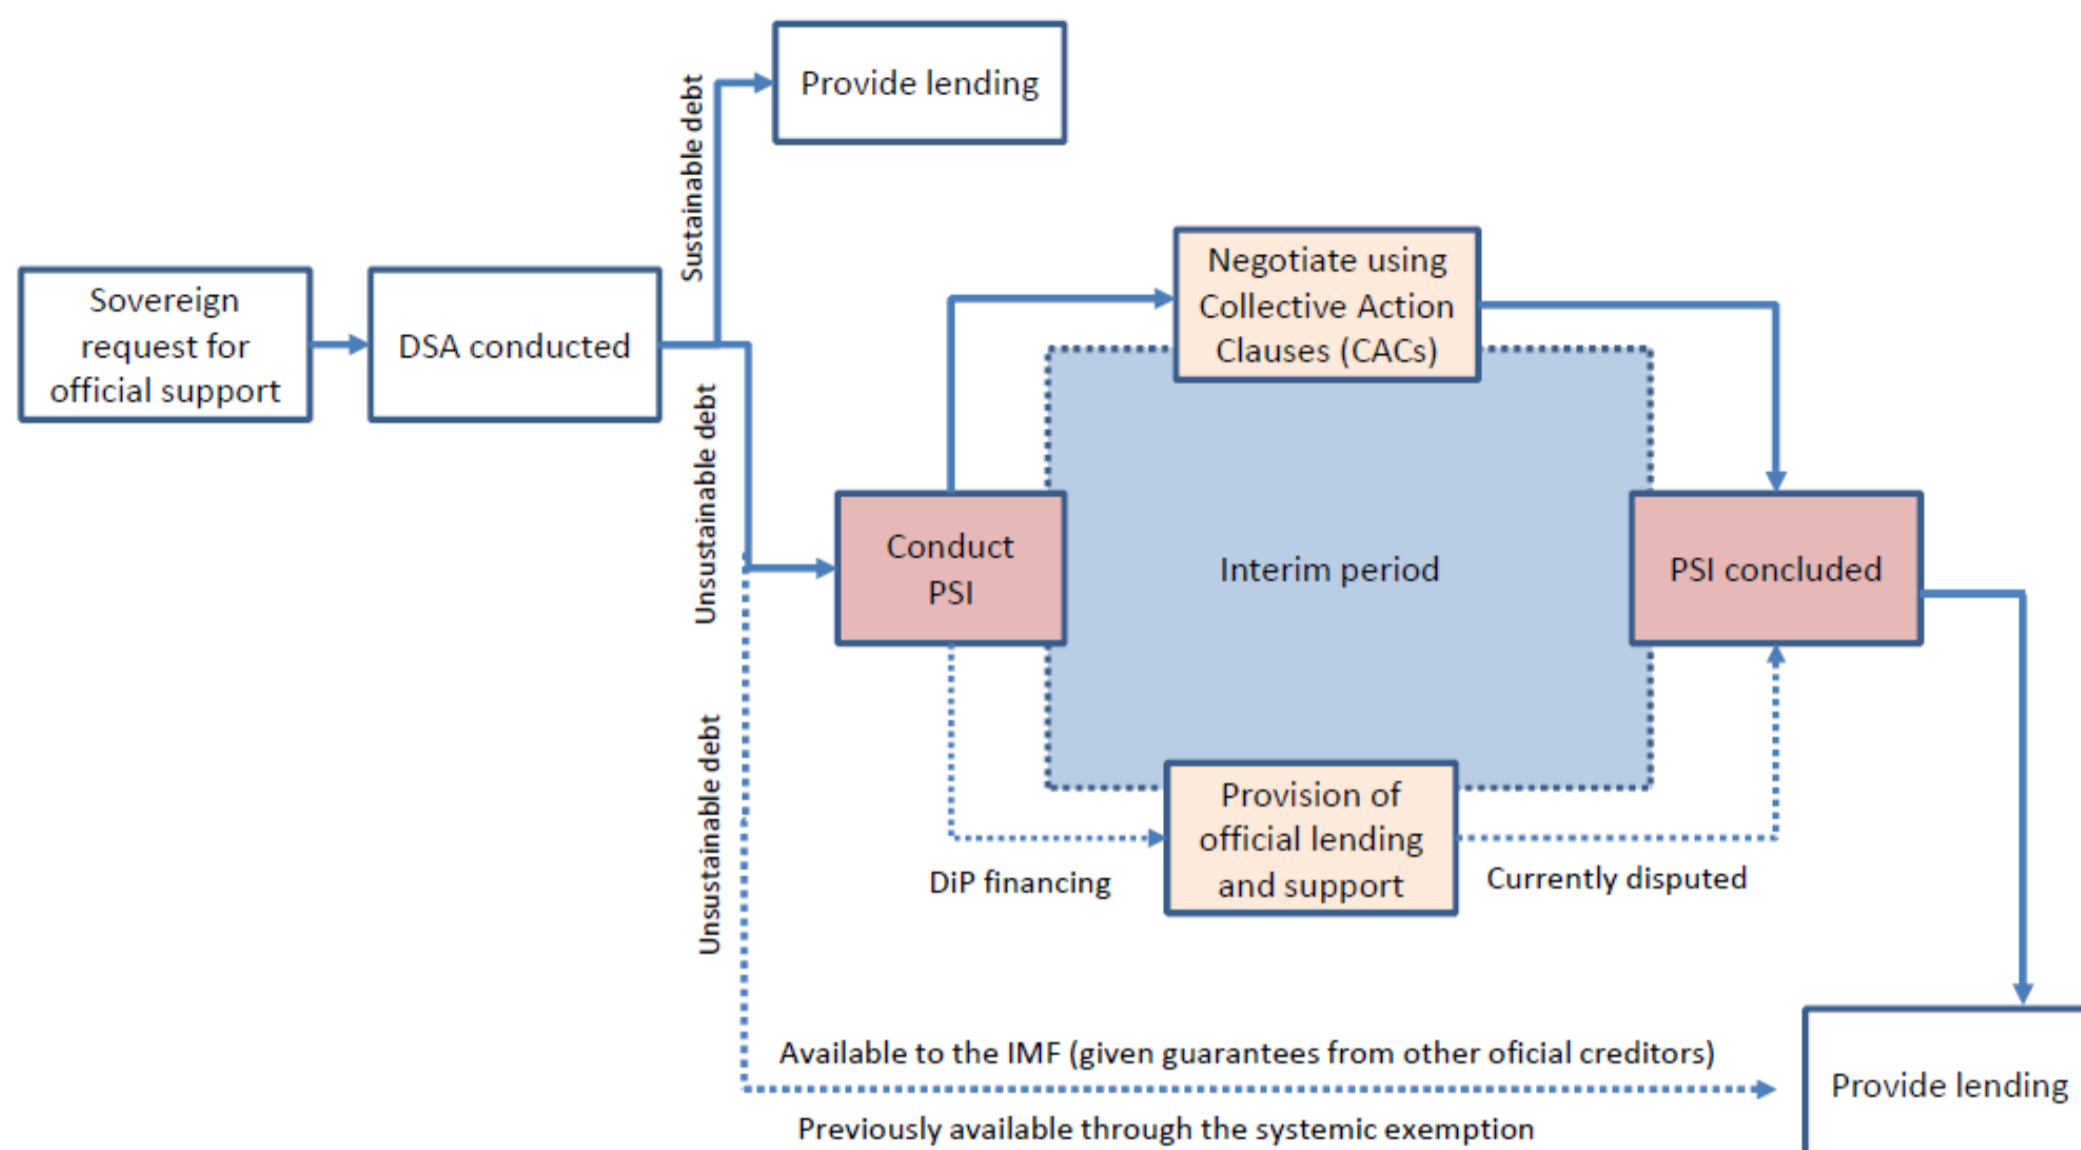 Provide lending
Sustainable debt
Sovereign
request for
official support
DSA conducted
Negotiate using
Collective Action
Clauses (CACs)
Unsustainable debt
Conduct
PSI
Interim period
PSI concluded
Unsustainable debt
Provision of
official lending
and support
DiP financing
Currently disputed
Available to the IMF (given guarantees from other oficial creditors)
Provide lending
Previously available through the systemic exemption